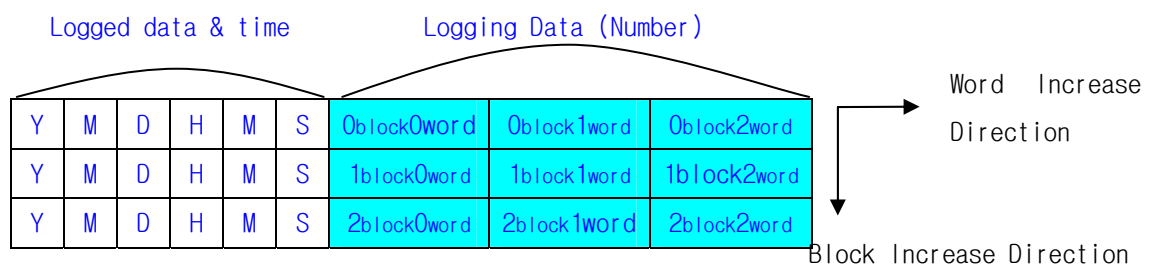 Logged data & time Logging Data (Number)
Word Increase
Direction
Y M D H M S 0block0word 0block1word 0block2word
Y M D H M S 1block0word 1block1word 1block2word
Y M D H M S 2block0word 2block1word 2block2word
Block Increase Direction